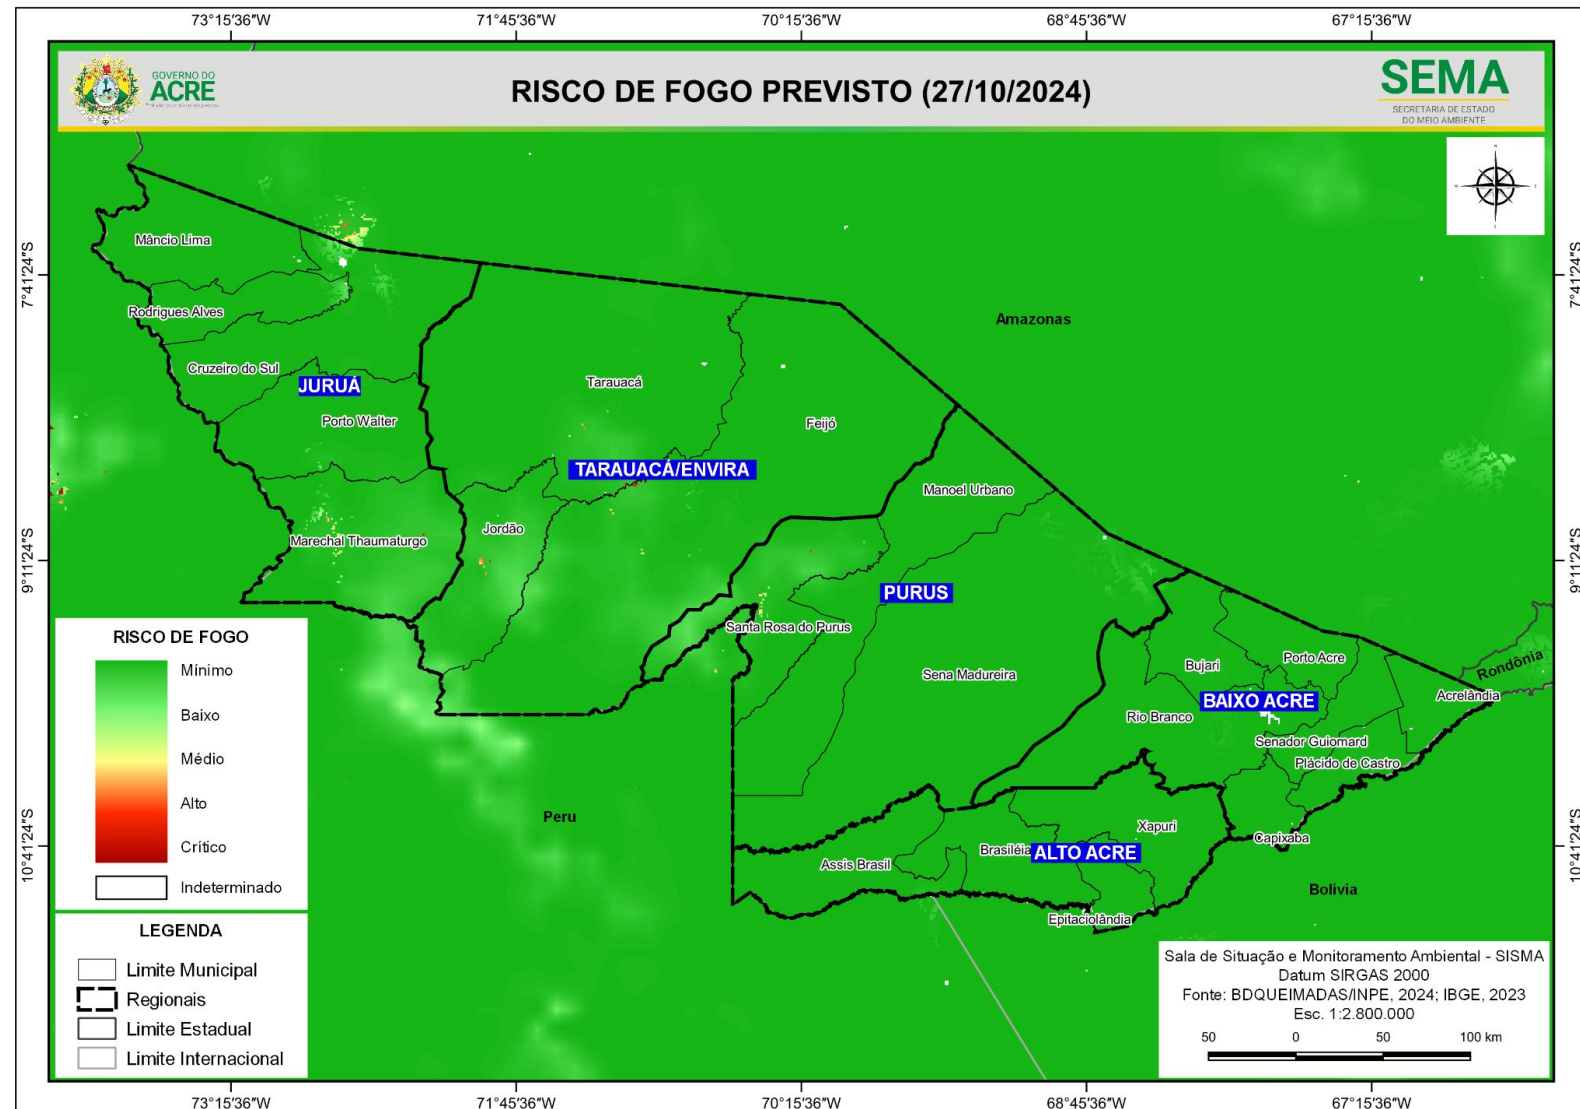 73°15'36"W 71°45'36"W 70°15'36"W 68°45'36"W 67°15'36"W
GOVERNO DO
ACRE
RISCO DE FOGO PREVISTO (27/10/2024)
SEMA
SECRETARIA DE ESTADO
DO MEIO AMBIENTE
N
W E
S
Mâncio Lima
7°41'24"S 7°41'24"S
Rodrigues Alves
Amazonas
Cruzeiro do Sul
JURUÁ
Tarauacá
Porto Walter
Feijó
TARAUACÁ/ENVIRA
Manoel Urbano
Jordão
Marechal Thaumaturgo
9°11'24"S 9°11'24"S
PURUS
Santa Rosa do Purus
Sena Madureira
Bujari
Porto Acre
Rondônia
Acrelândia
BAIXO ACRE
Rio Branco
Senador Guiomard
Plácido de Castro
Peru
Xapuri
Capixaba
10°41'24"S 10°41'24"S
Brasiléia
ALTO ACRE
Assis Brasil
Bolivia
Epitaciolândia
RISCO DE FOGO
Mínimo
Baixo
Médio
Alto
Crítico
Indeterminado
LEGENDA
Limite Municipal
Regionais
Limite Estadual
Limite Internacional
Sala de Situação e Monitoramento Ambiental - SISMA
Datum SIRGAS 2000
Fonte: BDQUEIMADAS/INPE, 2024; IBGE, 2023
Esc. 1:2.800.000
50 0 50 100 km
73°15'36"W 71°45'36"W 70°15'36"W 68°45'36"W 67°15'36"W